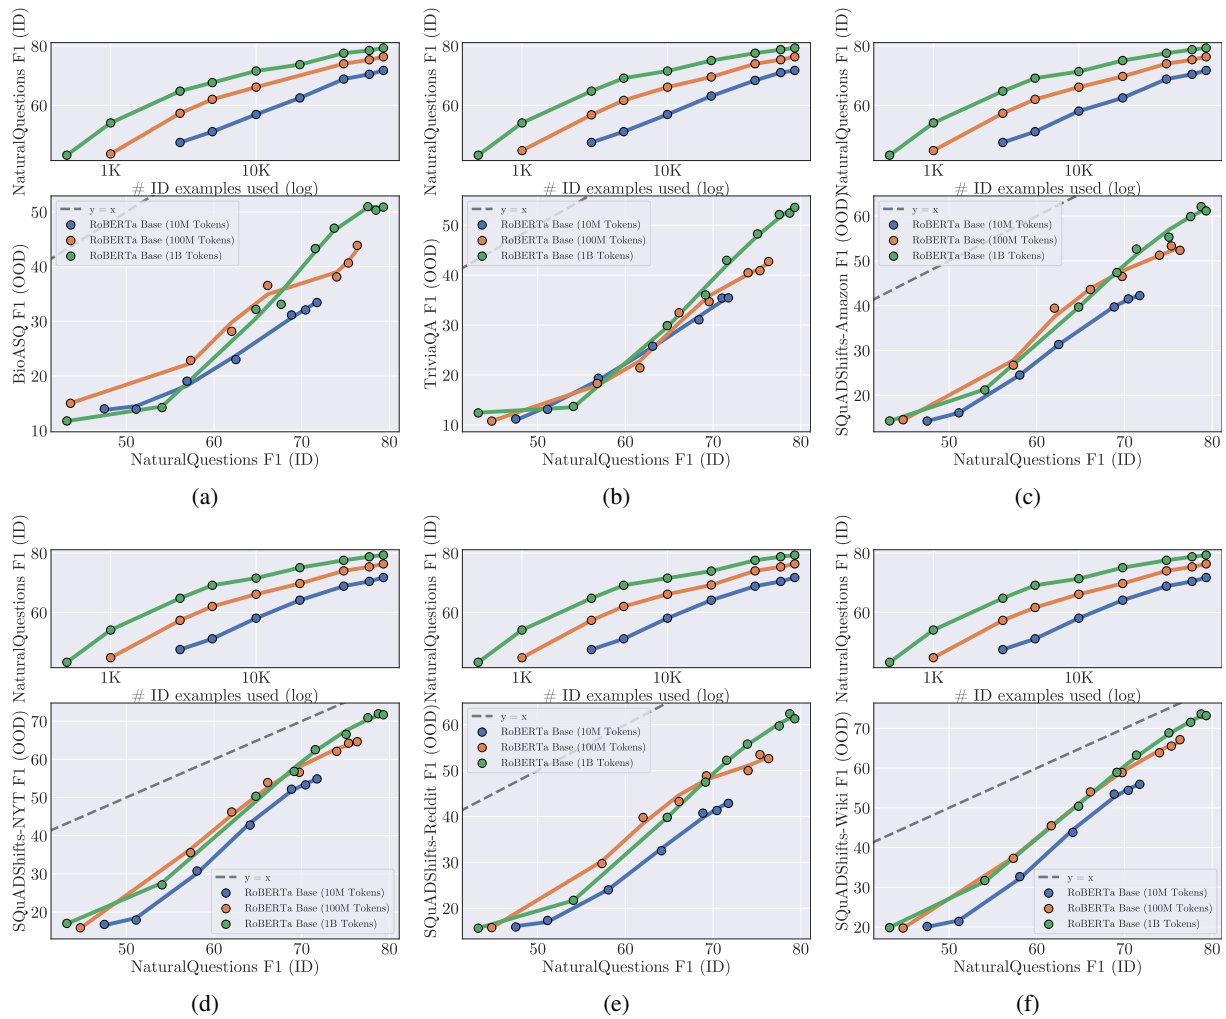 NaturalQuestions F1 (ID)
80
60
1K
10K
# ID examples used (log)
BioASQ F1 (OOD)
50
40
30
20
10
y = x
RoBERTa Base (10M Tokens)
RoBERTa Base (100M Tokens)
RoBERTa Base (1B Tokens)
50
60
70
80
NaturalQuestions F1 (ID)
(a)
NaturalQuestions F1 (ID)
80
60
1K
10K
# ID examples used (log)
TriviaQA F1 (OOD)
50
40
30
20
10
y = x
RoBERTa Base (10M Tokens)
RoBERTa Base (100M Tokens)
RoBERTa Base (1B Tokens)
50
60
70
80
NaturalQuestions F1 (ID)
(b)
NaturalQuestions F1 (ID)
80
60
1K
10K
# ID examples used (log)
SQuADShifts-Amazon F1 (OOD)
60
50
40
30
20
y = x
RoBERTa Base (10M Tokens)
RoBERTa Base (100M Tokens)
RoBERTa Base (1B Tokens)
50
60
70
80
NaturalQuestions F1 (ID)
(c)
NaturalQuestions F1 (ID)
80
60
1K
10K
# ID examples used (log)
SQuADShifts-NYT F1 (OOD)
70
60
50
40
30
20
y = x
RoBERTa Base (10M Tokens)
RoBERTa Base (100M Tokens)
RoBERTa Base (1B Tokens)
50
60
70
80
NaturalQuestions F1 (ID)
(d)
NaturalQuestions F1 (ID)
80
60
1K
10K
# ID examples used (log)
SQuADShifts-Reddit F1 (OOD)
60
50
40
30
20
y = x
RoBERTa Base (10M Tokens)
RoBERTa Base (100M Tokens)
RoBERTa Base (1B Tokens)
50
60
70
80
NaturalQuestions F1 (ID)
(e)
NaturalQuestions F1 (ID)
80
60
1K
10K
# ID examples used (log)
SQuADShifts-Wiki F1 (OOD)
70
60
50
40
30
20
y = x
RoBERTa Base (10M Tokens)
RoBERTa Base (100M Tokens)
RoBERTa Base (1B Tokens)
50
60
70
80
NaturalQuestions F1 (ID)
(f)